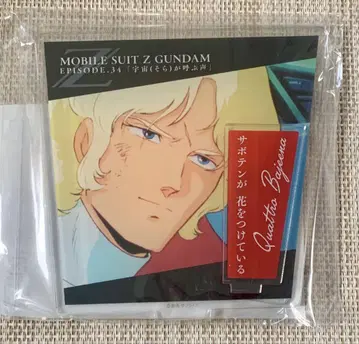 MOBILE SUIT Z GUNDAM
EPISODE.34「宇宙(そら)が呼ぶ声」
サボテンが 花をつけている
Quattro Bajeena